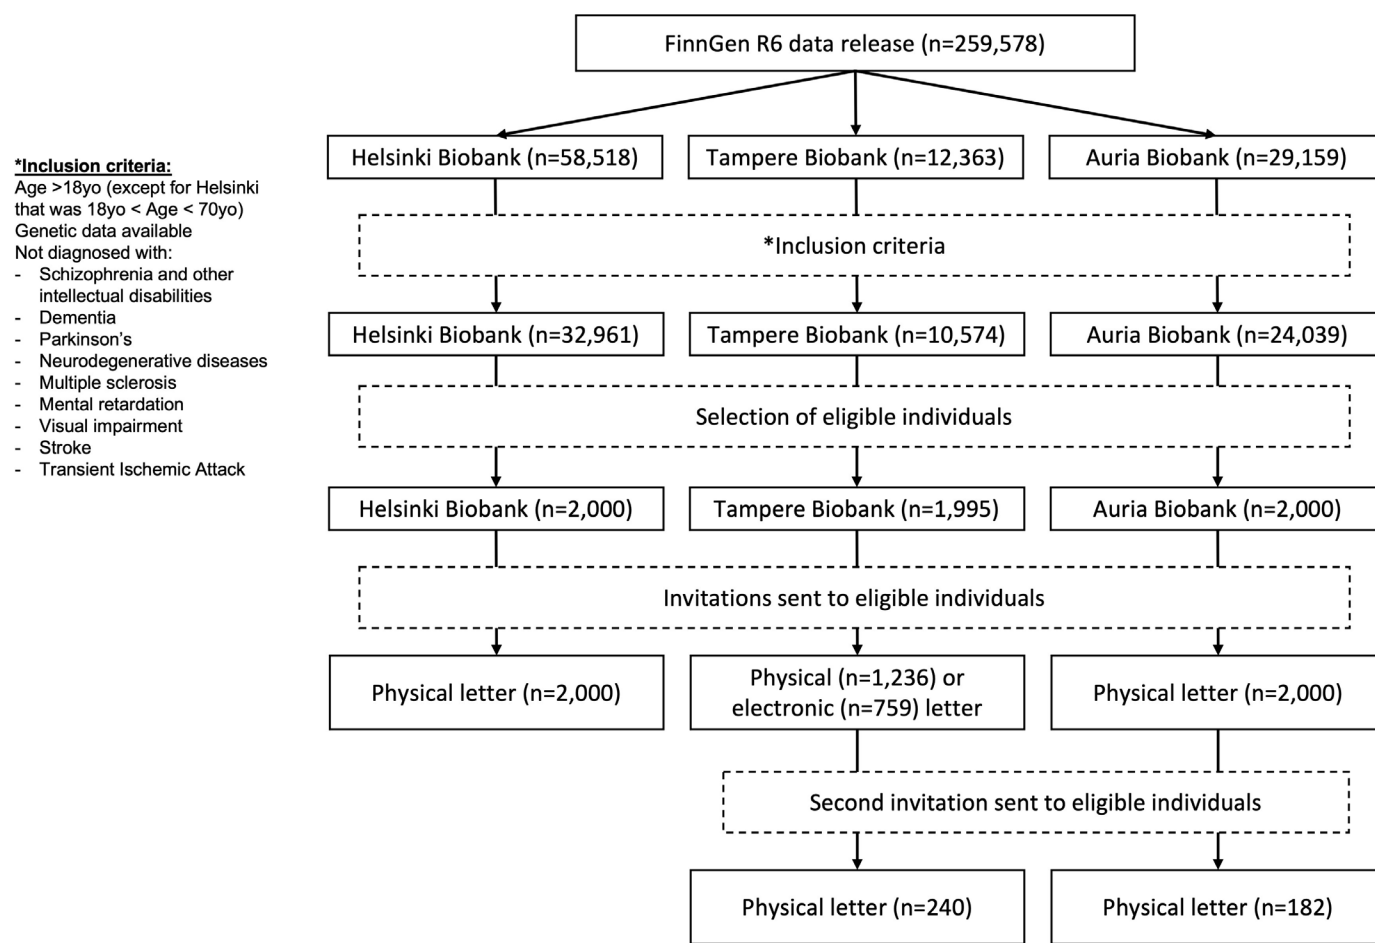 FinnGen R6 data release (n=259,578)
Helsinki Biobank (n=58,518)
Tampere Biobank (n=12,363)
Auria Biobank (n=29,159)
*Inclusion criteria:
Age >18yo (except for Helsinki
that was 18yo < Age < 70yo)
Genetic data available
Not diagnosed with:
- Schizophrenia and other
intellectual disabilities
- Dementia
- Parkinson's
- Neurodegenerative diseases
- Multiple sclerosis
- Mental retardation
- Visual impairment
- Stroke
- Transient Ischemic Attack
*Inclusion criteria
Helsinki Biobank (n=32,961)
Tampere Biobank (n=10,574)
Auria Biobank (n=24,039)
Selection of eligible individuals
Helsinki Biobank (n=2,000)
Tampere Biobank (n=1,995)
Auria Biobank (n=2,000)
Invitations sent to eligible individuals
Physical letter (n=2,000)
Physical (n=1,236) or
electronic (n=759) letter
Physical letter (n=2,000)
Second invitation sent to eligible individuals
Physical letter (n=240)
Physical letter (n=182)